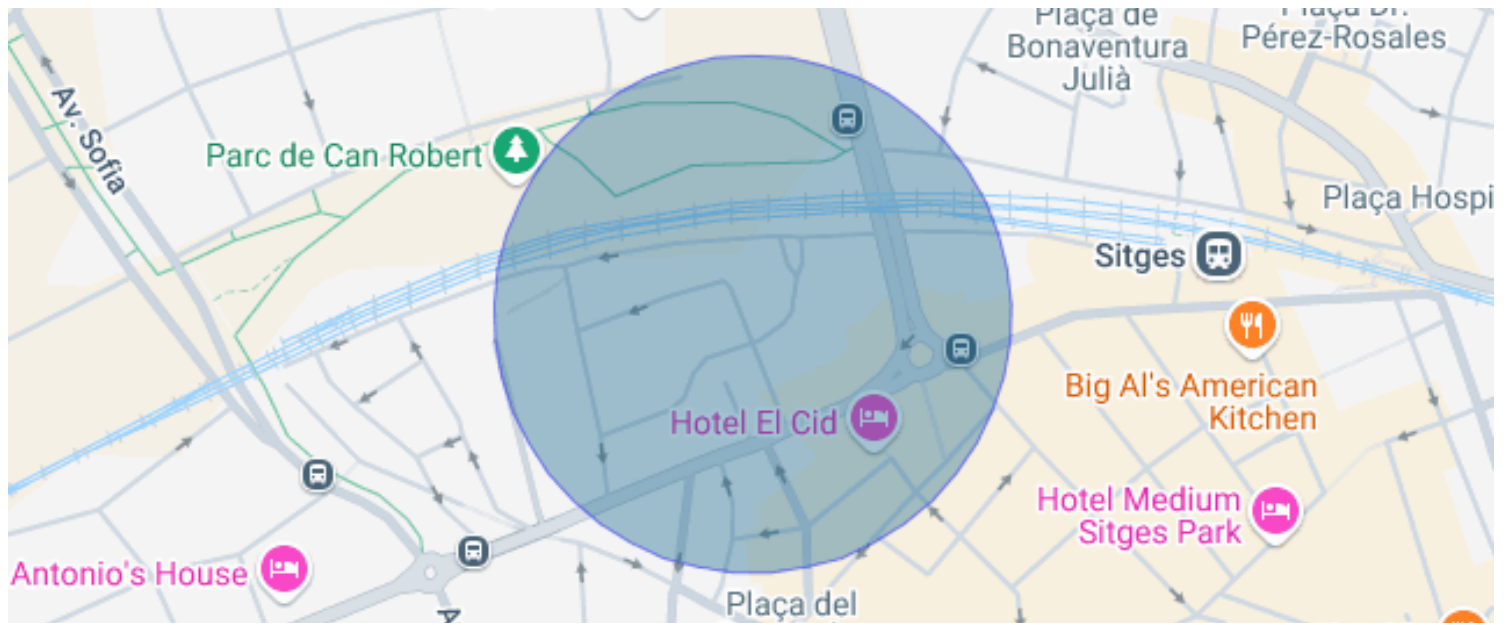 Plaça de
Bonaventura
Julià
Plaça Dr.
Pérez-Rosales
Av. Sofia
Parc de Can Robert
Plaça Hospi
Sitges
Big Al's American
Kitchen
Hotel El Cid
Hotel Medium
Sitges Park
Antonio's House
A
Plaça del